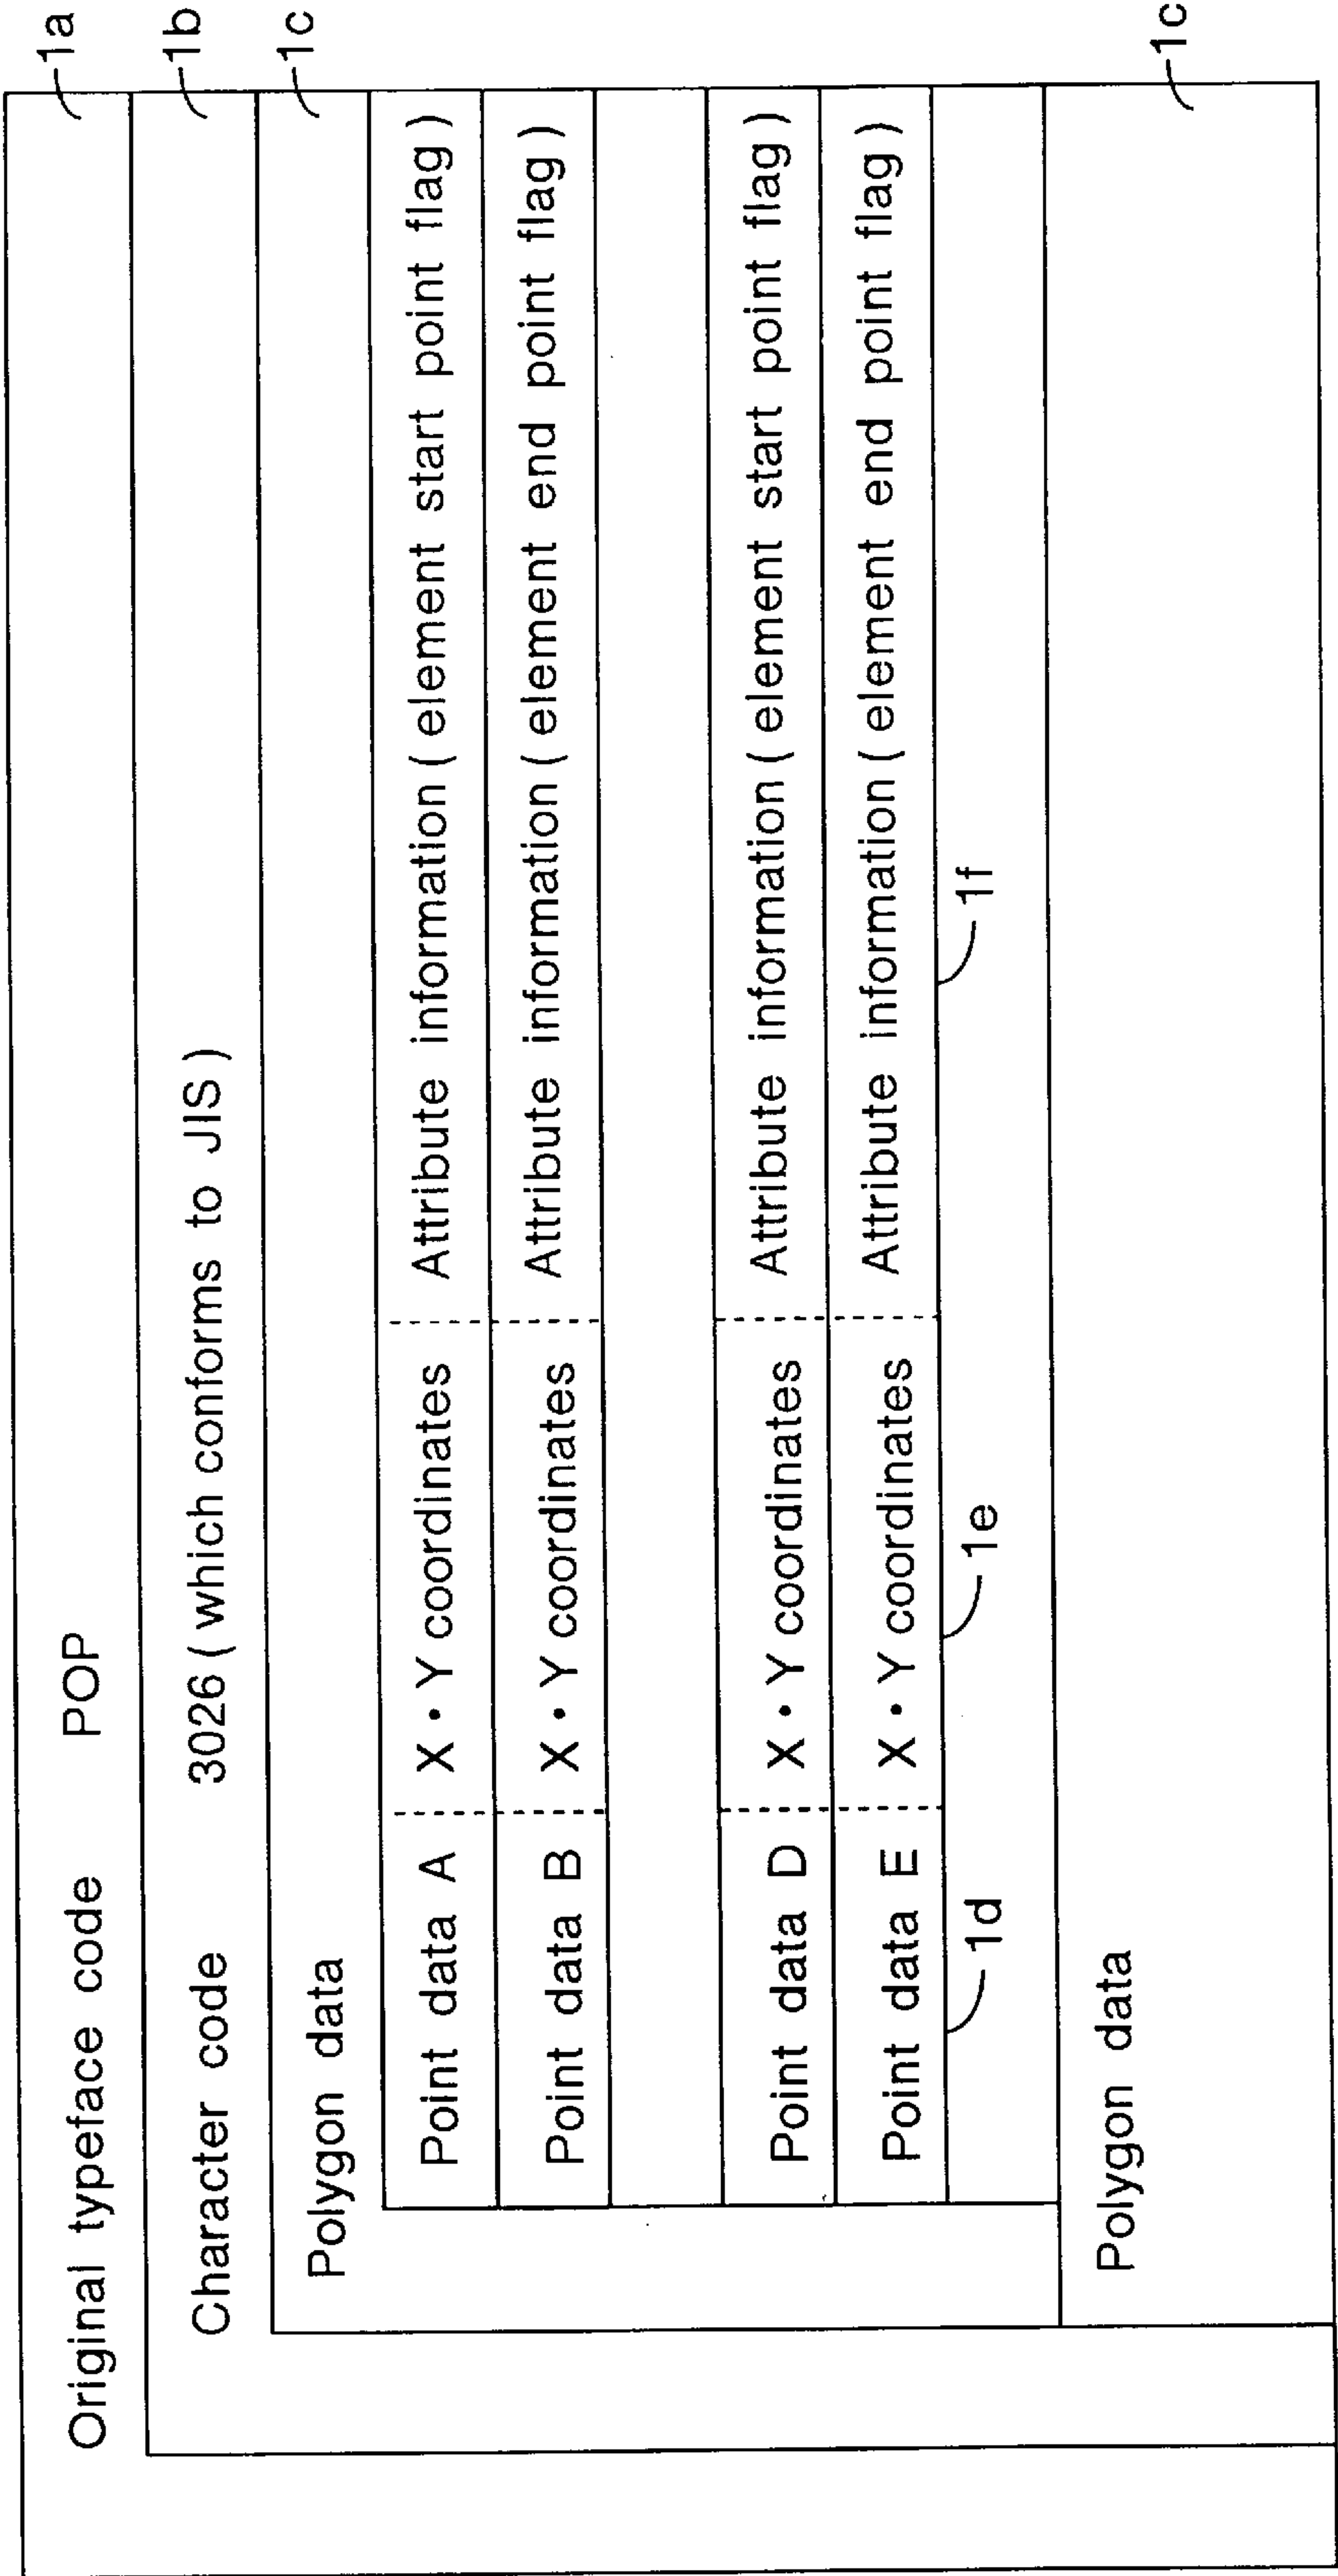 Original typeface code POP 1a
Character code 3026 ( which conforms to JIS ) 1b
Polygon data 1c
Point data A X・Y coordinates Attribute information ( element start point flag )
Point data B X・Y coordinates Attribute information ( element end point flag )
Point data D X・Y coordinates Attribute information ( element start point flag )
Point data E X・Y coordinates Attribute information ( element end point flag )
1d 1e 1f
Polygon data 1c